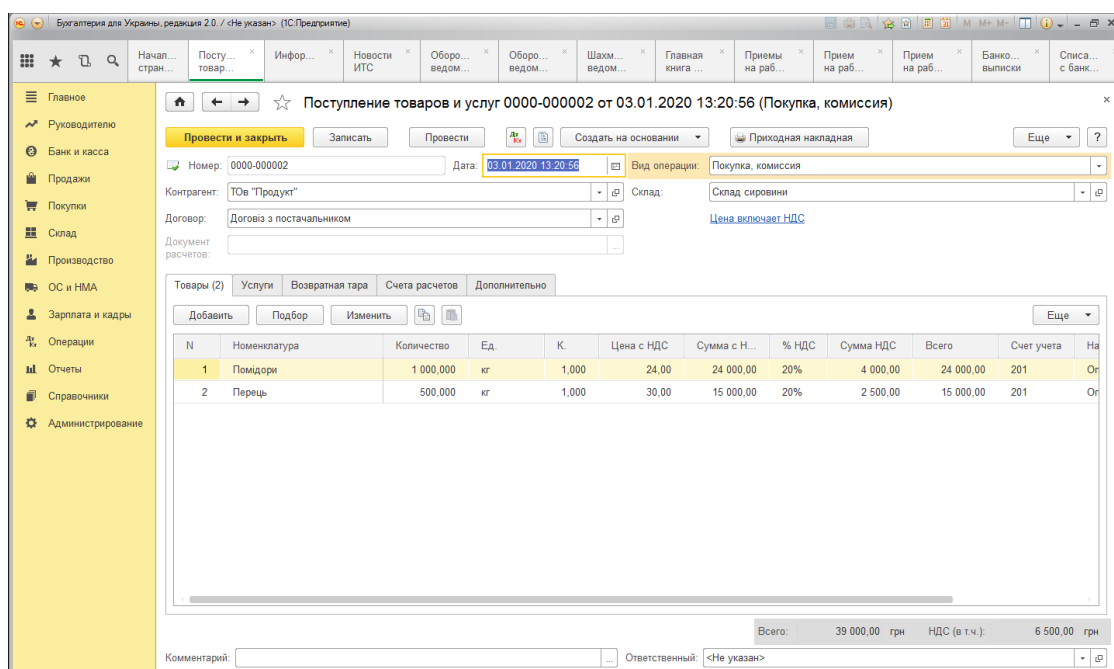 Бухгалтерия для Украины, редакция 2.0. / <Не указан> (1С:Предприятие)
M M+ M-
Начал... стран... Посту... товар... Инфор... Новости ИТС Оборо... ведом... Оборо... ведом... Шахм... ведом... Главная книга ... Приемы на раб... Прием на раб... Прием на раб... Банко... выписки Списа... с банк...
Главное
Руководителю
Банк и касса
Продажи
Покупки
Склад
Производство
ОС и НМА
Зарплата и кадры
Операции
Отчеты
Справочники
Администрирование
Поступление товаров и услуг 0000-000002 от 03.01.2020 13:20:56 (Покупка, комиссия)
Провести и закрыть Записать Провести Дт Кт Создать на основании Приходная накладная Еще ?
Номер: 0000-000002 Дата: 03.01.2020 13:20:56 Вид операции: Покупка, комиссия
Контрагент: ТОв "Продукт" Склад: Склад сировини
Договор: Договіз з постачальником Цена включает НДС
Документ расчетов:
Товары (2) Услуги Возвратная тара Счета расчетов Дополнительно
Добавить Подбор Изменить Еще
N Номенклатура Количество Ед. К. Цена с НДС Сумма с Н... % НДС Сумма НДС Всего Счет учета На
1 Помідори 1 000,000 кг 1,000 24,00 24 000,00 20% 4 000,00 24 000,00 201 Оп
2 Перець 500,000 кг 1,000 30,00 15 000,00 20% 2 500,00 15 000,00 201 Оп
Всего: 39 000,00 грн НДС (в т.ч.): 6 500,00 грн
Комментарий: Ответственный: <Не указан>